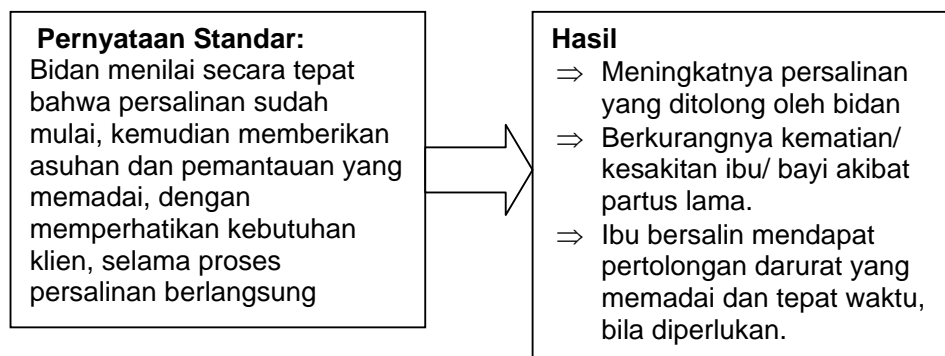 Pernyataan Standar:
Bidan menilai secara tepat
bahwa persalinan sudah
mulai, kemudian memberikan
asuhan dan pemantauan yang
memadai, dengan
memperhatikan kebutuhan
klien, selama proses
persalinan berlangsung
Hasil
⇒ Meningkatnya persalinan
yang ditolong oleh bidan
⇒ Berkurangnya kematian/
kesakitan ibu/ bayi akibat
partus lama.
⇒ Ibu bersalin mendapat
pertolongan darurat yang
memadai dan tepat waktu,
bila diperlukan.